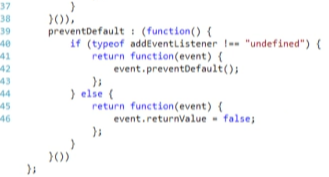 37 }
38 }()),
39 preventDefault : (function() {
40 if (typeof addEventListener !== "undefined") {
41 return function(event) {
42 event.preventDefault();
43 };
44 } else {
45 return function(event) {
46 event.returnValue = false;
};
}
}())
};